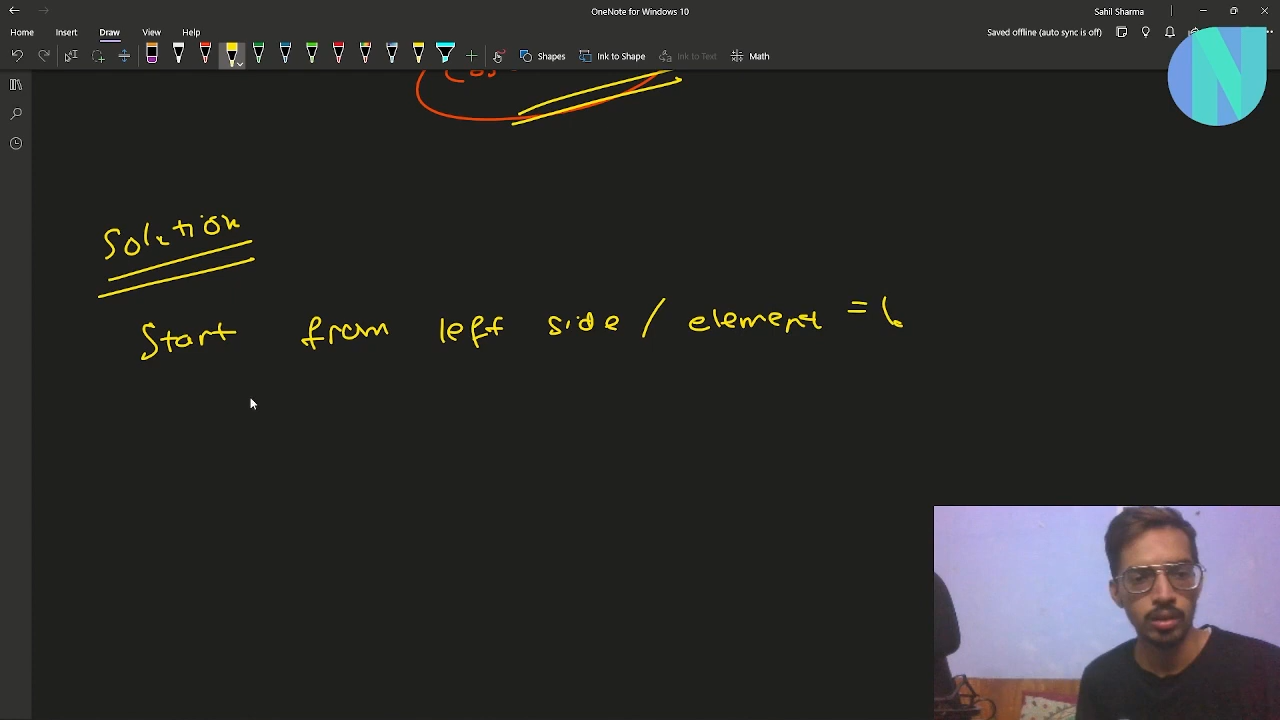 OneNote for Windows 10
Sahil Sharma
Home Insert Draw View Help
Saved offline (auto sync is off)
Shapes Ink to Shape Ink to Text Math
Solution
Start from left side / element =